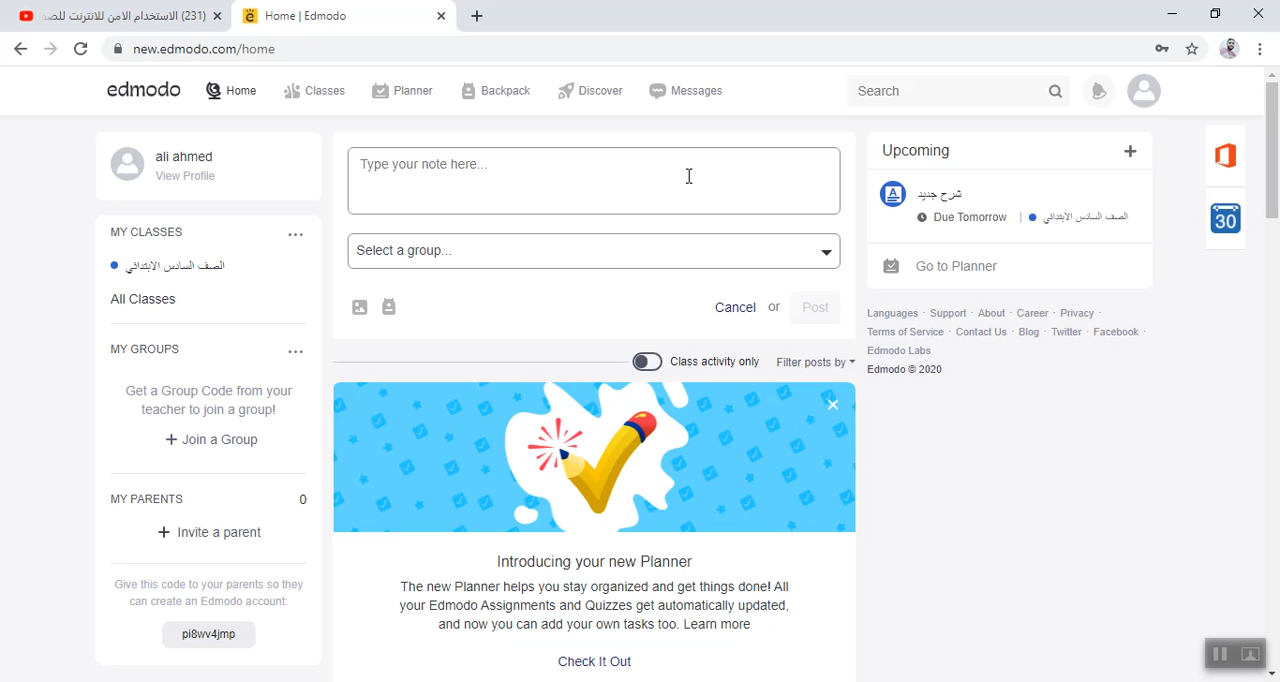 (231) الاستخدام الامن للانترنت للصف
Home | Edmodo
new.edmodo.com/home
edmodo
Home
Classes
Planner
Backpack
Discover
Messages
Search
ali ahmed
View Profile
MY CLASSES
الصف السادس الابتدائي
All Classes
MY GROUPS
Get a Group Code from your
teacher to join a group!
+ Join a Group
MY PARENTS 0
+ Invite a parent
Give this code to your parents so they
can create an Edmodo account:
pi8wv4jmp
Type your note here...
Select a group...
Cancel or Post
Class activity only
Filter posts by
Introducing your new Planner
The new Planner helps you stay organized and get things done! All
your Edmodo Assignments and Quizzes get automatically updated,
and now you can add your own tasks too. Learn more
Check It Out
Upcoming
شرح جديد
Due Tomorrow | الصف السادس الابتدائي
Go to Planner
Languages · Support · About · Career · Privacy ·
Terms of Service · Contact Us · Blog · Twitter · Facebook ·
Edmodo Labs
Edmodo © 2020
30